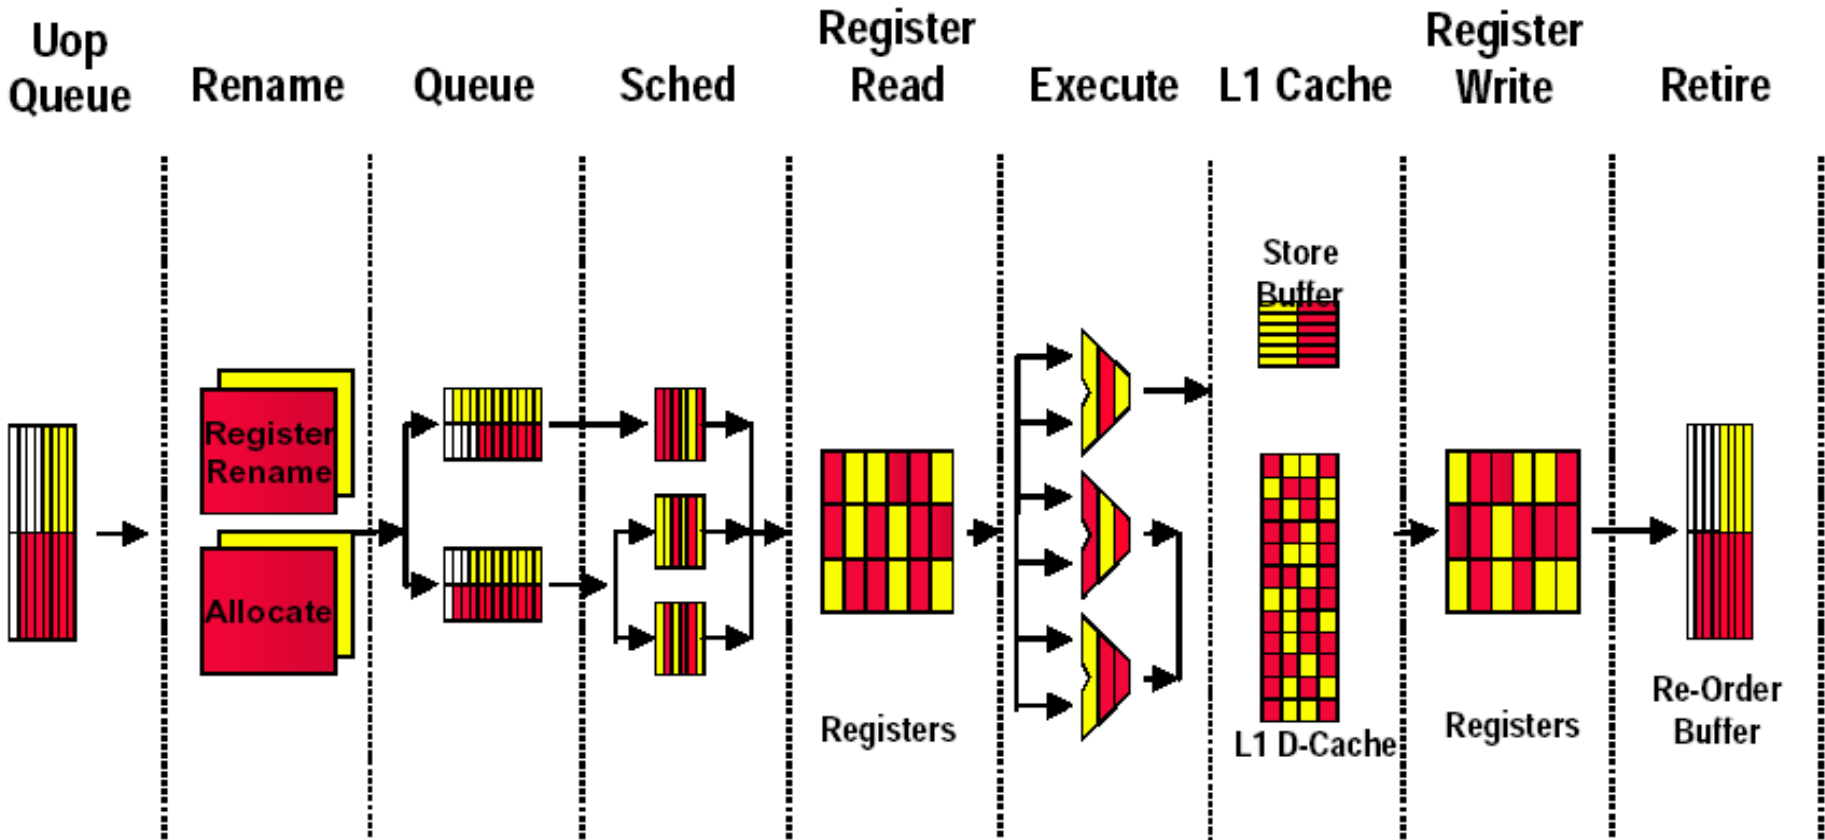 Uop
Queue
Rename
Queue
Sched
Register
Read
Execute
L1 Cache
Register
Write
Retire
Register
Rename
Allocate
Registers
Store
Buffer
L1 D-Cache
Registers
Re-Order
Buffer